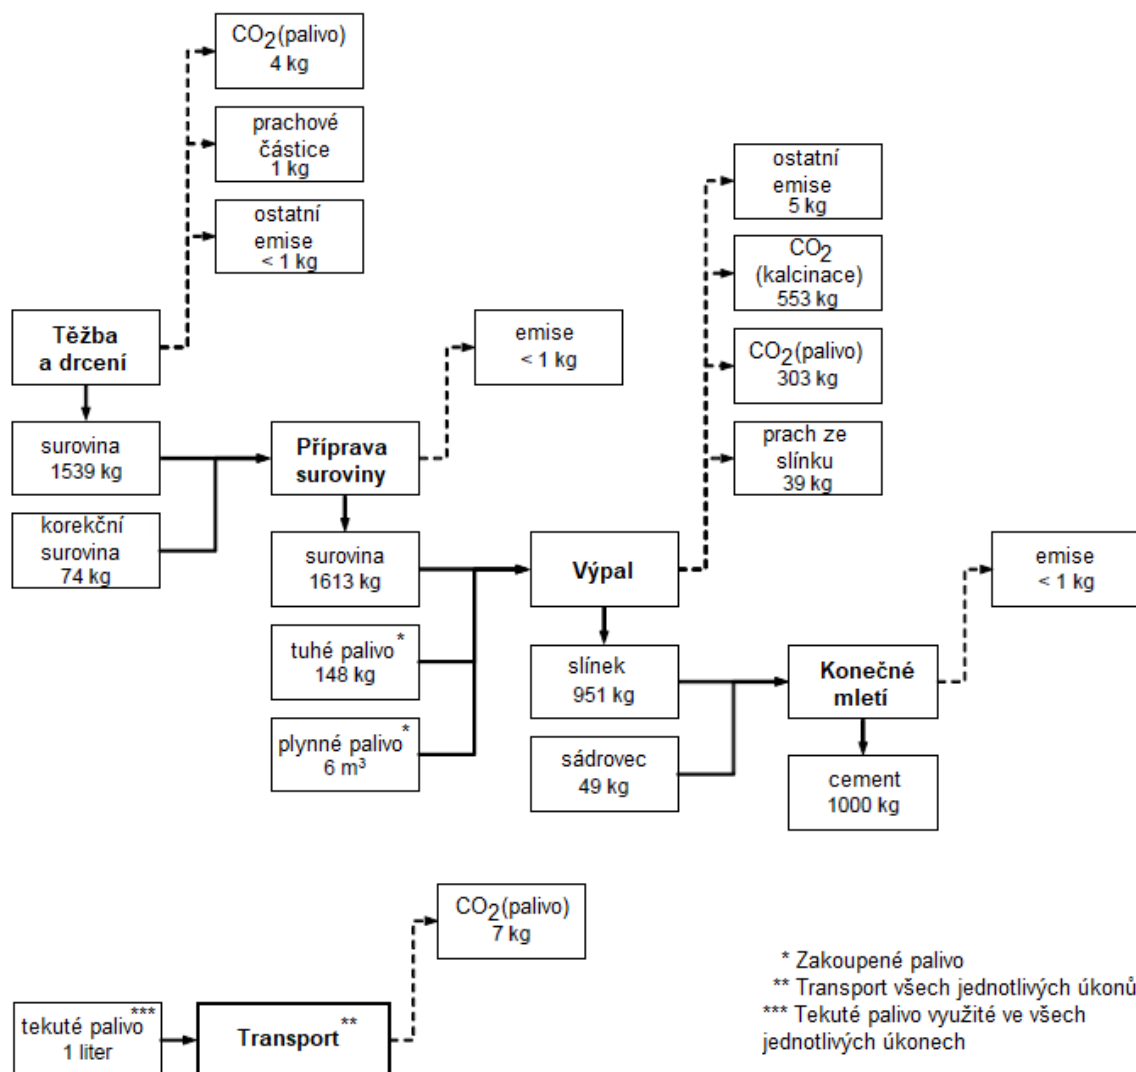 CO2(palivo)
4 kg
prachové
částice
1 kg
ostatní
emise
< 1 kg
Těžba
a drcení
surovina
1539 kg
korekční
surovina
74 kg
Příprava
suroviny
emise
< 1 kg
surovina
1613 kg
tuhé palivo*
148 kg
plynné palivo*
6 m³
ostatní
emise
5 kg
CO2
(kalcinace)
553 kg
CO2(palivo)
303 kg
prach ze
slínku
39 kg
Výpal
slínek
951 kg
sádrovec
49 kg
emise
< 1 kg
Konečné
mletí
cement
1000 kg
CO2(palivo)
7 kg
tekuté palivo***
1 liter
Transport**
* Zakoupené palivo
** Transport všech jednotlivých úkonů
*** Tekuté palivo využité ve všech
jednotlivých úkonech